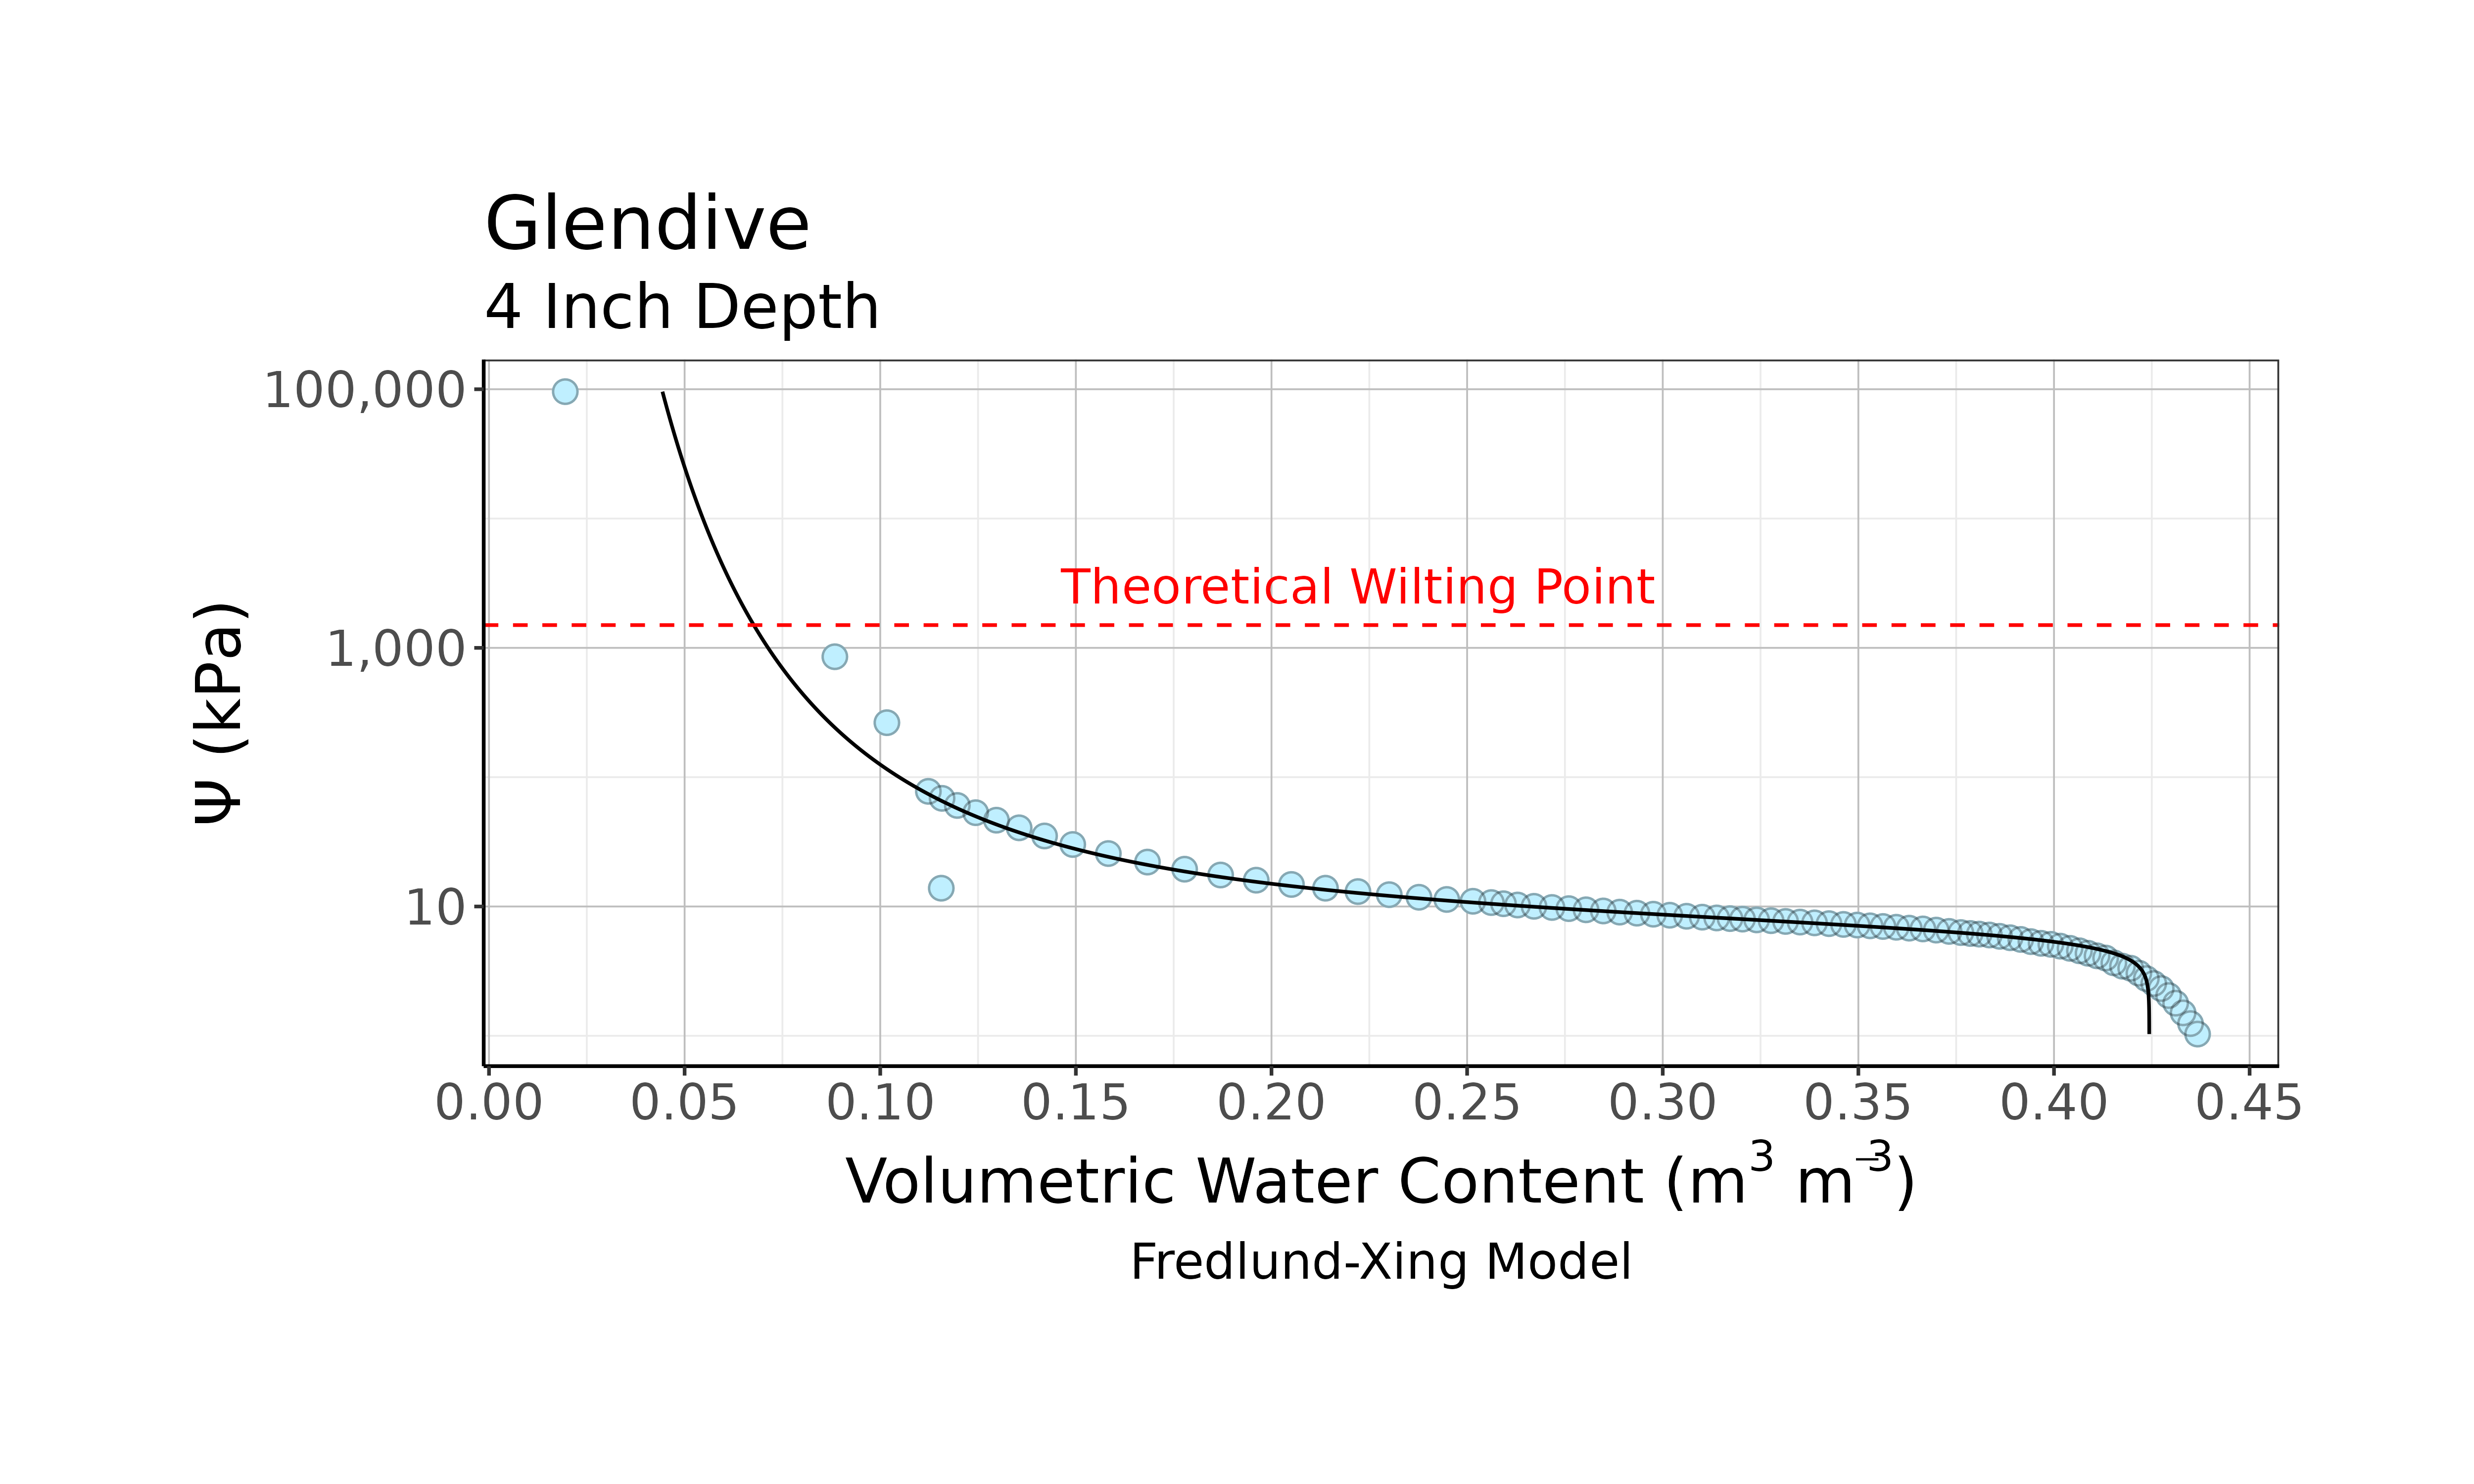 Glendive
4 Inch Depth
Ψ (kPa)
100,000
1,000
10
Theoretical Wilting Point
0.00 0.05 0.10 0.15 0.20 0.25 0.30 0.35 0.40 0.45
Volumetric Water Content (m³ m⁻³)
Fredlund-Xing Model